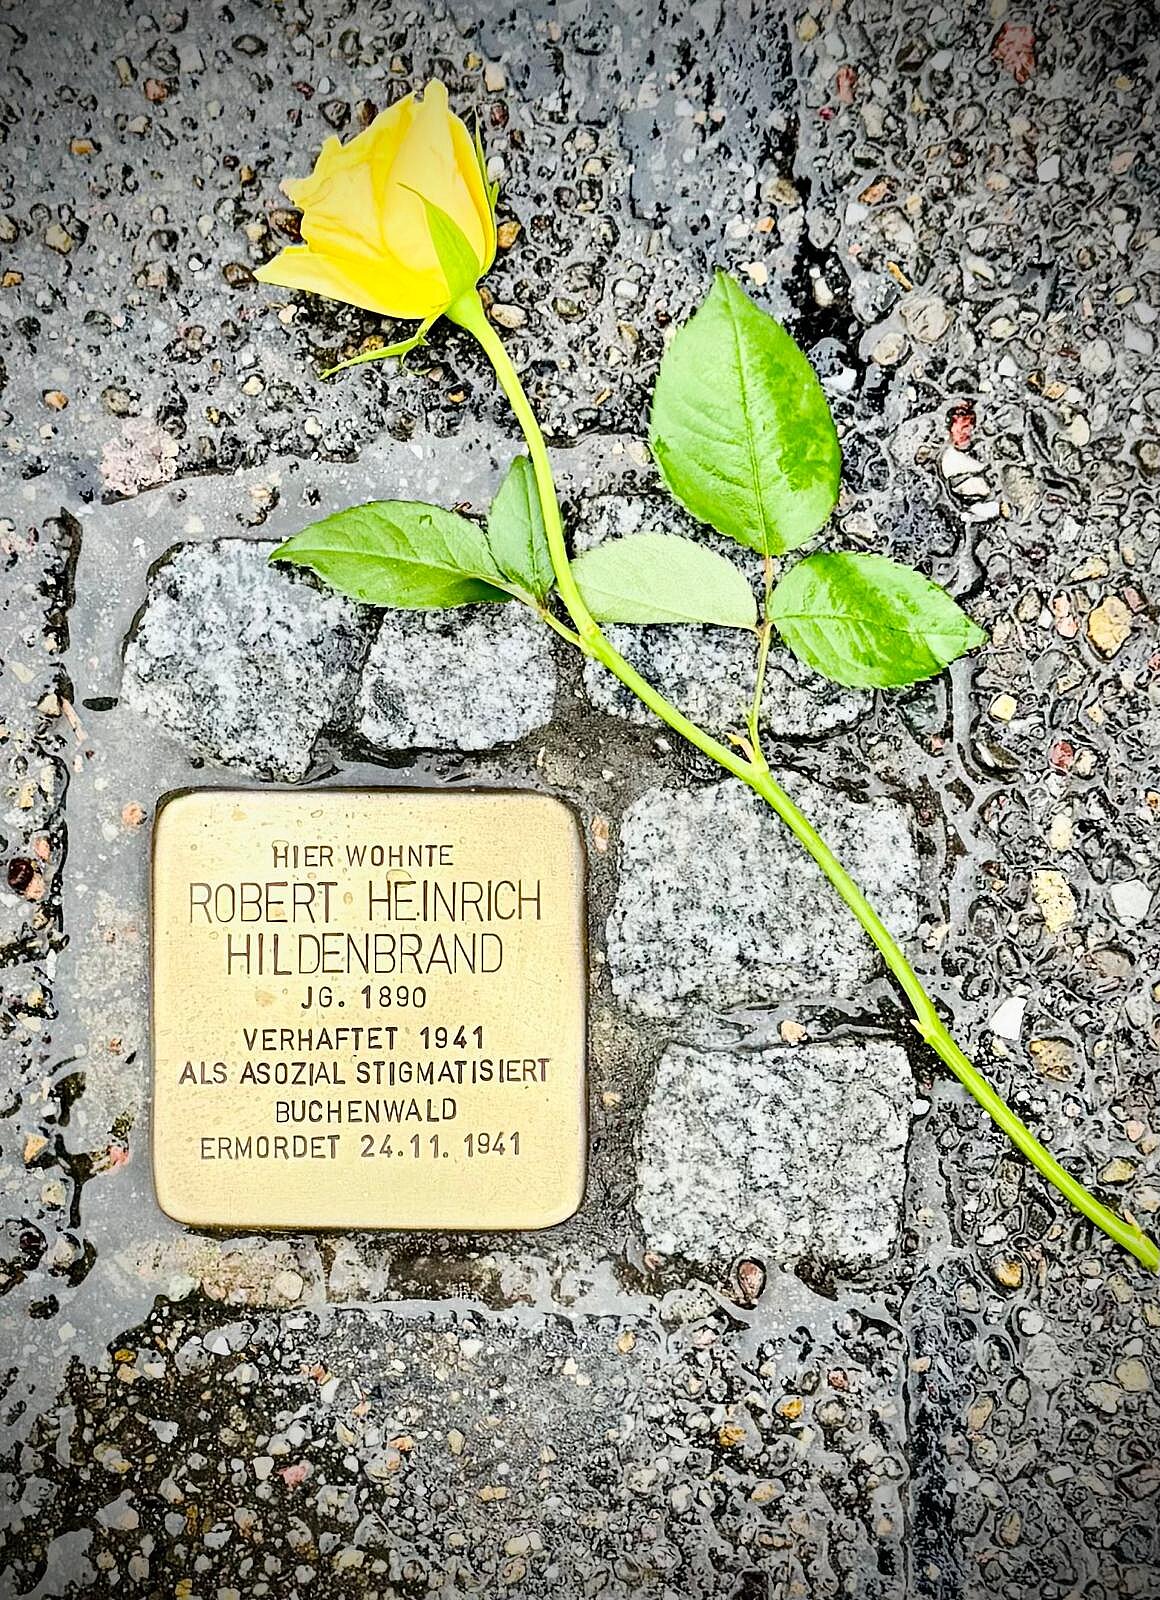 HIER WOHNTE
ROBERT HEINRICH
HILDENBRAND
JG. 1890
VERHAFTET 1941
ALS ASOZIAL STIGMATISIERT
BUCHENWALD
ERMORDET 24.11. 1941